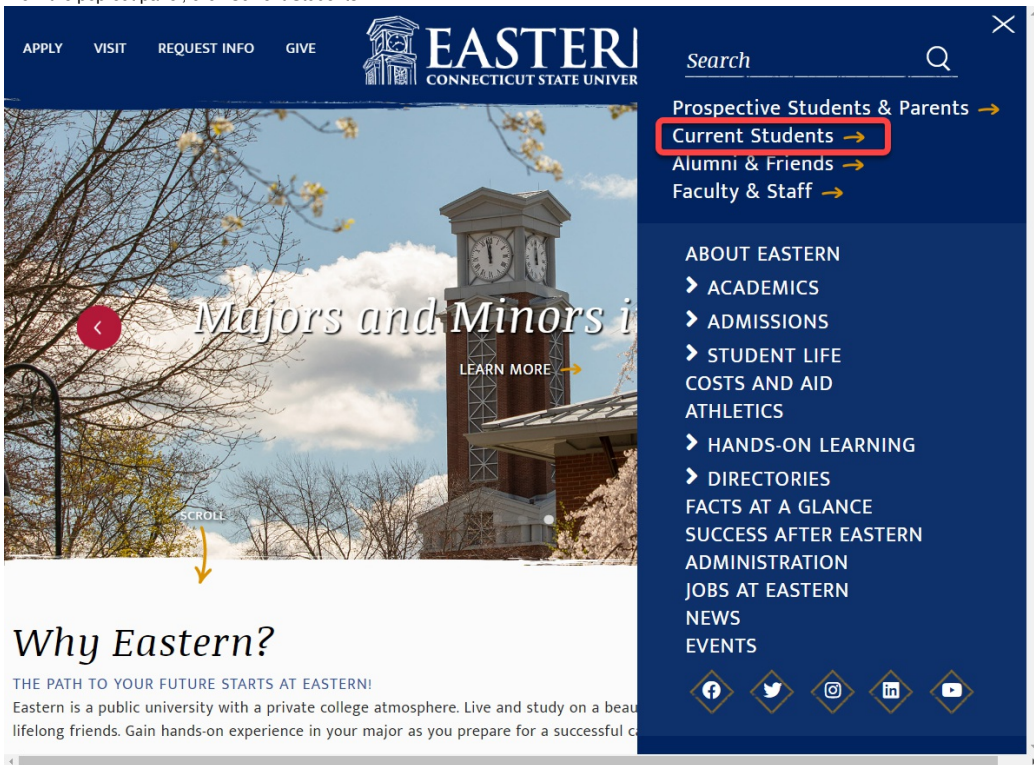 APPLY VISIT REQUEST INFO GIVE
EASTER
CONNECTICUT STATE UNIVER
Search
Prospective Students & Parents →
Current Students →
Alumni & Friends →
Faculty & Staff →
Majors and Minors i
LEARN MORE →
SCROLL
ABOUT EASTERN
ACADEMICS
ADMISSIONS
STUDENT LIFE
COSTS AND AID
ATHLETICS
HANDS-ON LEARNING
DIRECTORIES
FACTS AT A GLANCE
SUCCESS AFTER EASTERN
ADMINISTRATION
JOBS AT EASTERN
NEWS
EVENTS
Why Eastern?
THE PATH TO YOUR FUTURE STARTS AT EASTERN!
Eastern is a public university with a private college atmosphere. Live and study on a beau
lifelong friends. Gain hands-on experience in your major as you prepare for a successful ca